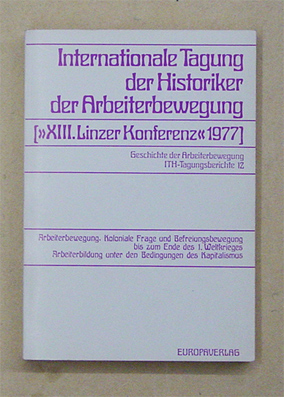 Internationale Tagung
der Historiker
der Arbeiterbewegung
[»XIII. Linzer Konferenz« 1977]
Geschichte der Arbeiterbewegung
ITH-Tagungsberichte 12
Arbeiterbewegung, Koloniale Frage und Befreiungsbewegung
bis zum Ende des 1. Weltkrieges
Arbeiterbildung unter den Bedingungen des Kapitalismus
EUROPAVERLAG